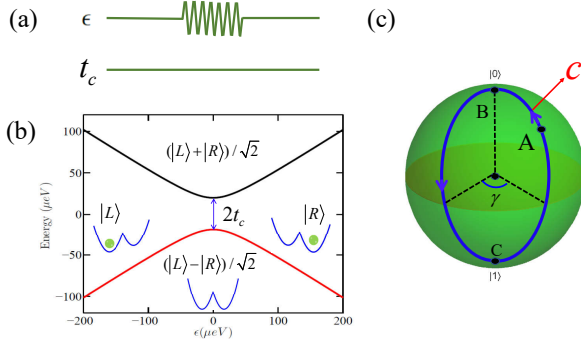 (a)
ϵ
t_c
(b)
Energy (μeV)
100
50
0
−50
−100
−200
−100
0
100
200
ϵ(μeV)
(|L⟩+|R⟩)/√2
|L⟩
2t_c
|R⟩
(|L⟩−|R⟩)/√2
(c)
|0⟩
C
B
A
γ
C
|1⟩